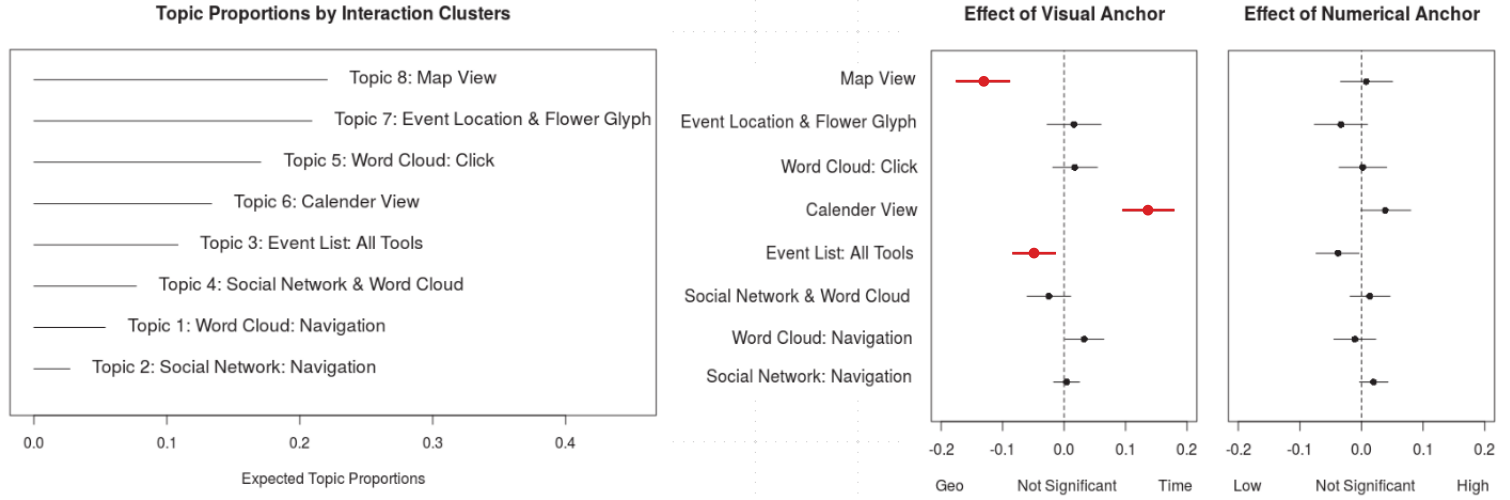 Topic Proportions by Interaction Clusters
Topic 8: Map View
Topic 7: Event Location & Flower Glyph
Topic 5: Word Cloud: Click
Topic 6: Calender View
Topic 3: Event List: All Tools
Topic 4: Social Network & Word Cloud
Topic 1: Word Cloud: Navigation
Topic 2: Social Network: Navigation
0.0 0.1 0.2 0.3 0.4
Expected Topic Proportions
Effect of Visual Anchor
Map View
Event Location & Flower Glyph
Word Cloud: Click
Calender View
Event List: All Tools
Social Network & Word Cloud
Word Cloud: Navigation
Social Network: Navigation
-0.2 -0.1 0.0 0.1 0.2
Geo Not Significant Time
Effect of Numerical Anchor
-0.2 -0.1 0.0 0.1 0.2
Low Not Significant High